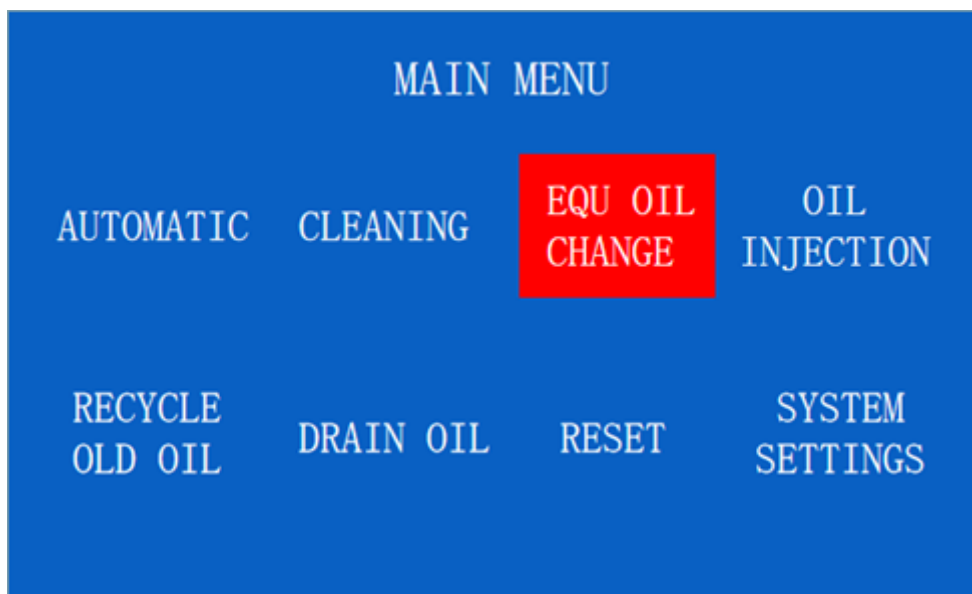 MAIN MENU
AUTOMATIC
CLEANING
EQU OIL
CHANGE
OIL
INJECTION
RECYCLE
OLD OIL
DRAIN OIL
RESET
SYSTEM
SETTINGS